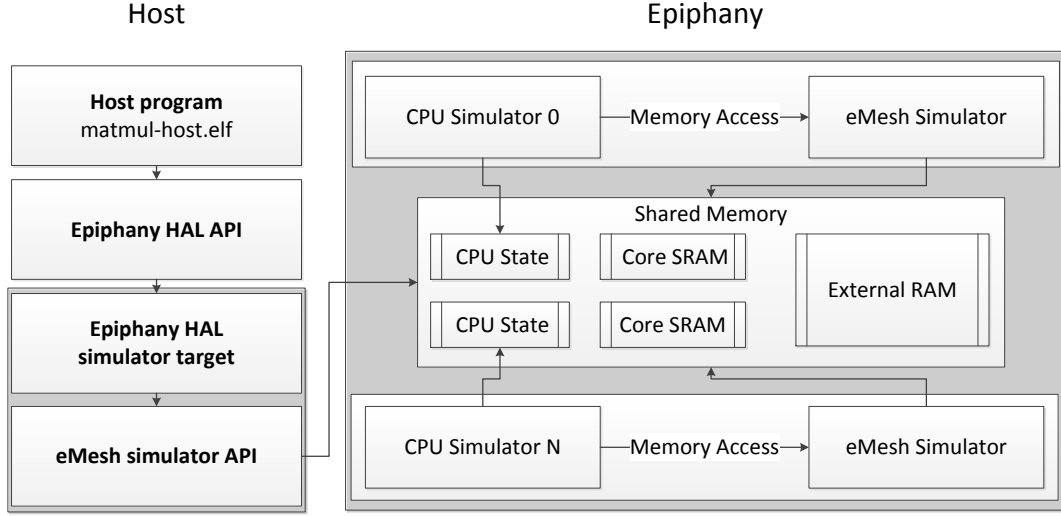 Host
Epiphany
Host program
matmul-host.elf
Epiphany HAL API
Epiphany HAL
simulator target
eMesh simulator API
CPU Simulator 0
Memory Access
eMesh Simulator
Shared Memory
CPU State
Core SRAM
External RAM
CPU State
Core SRAM
CPU Simulator N
Memory Access
eMesh Simulator